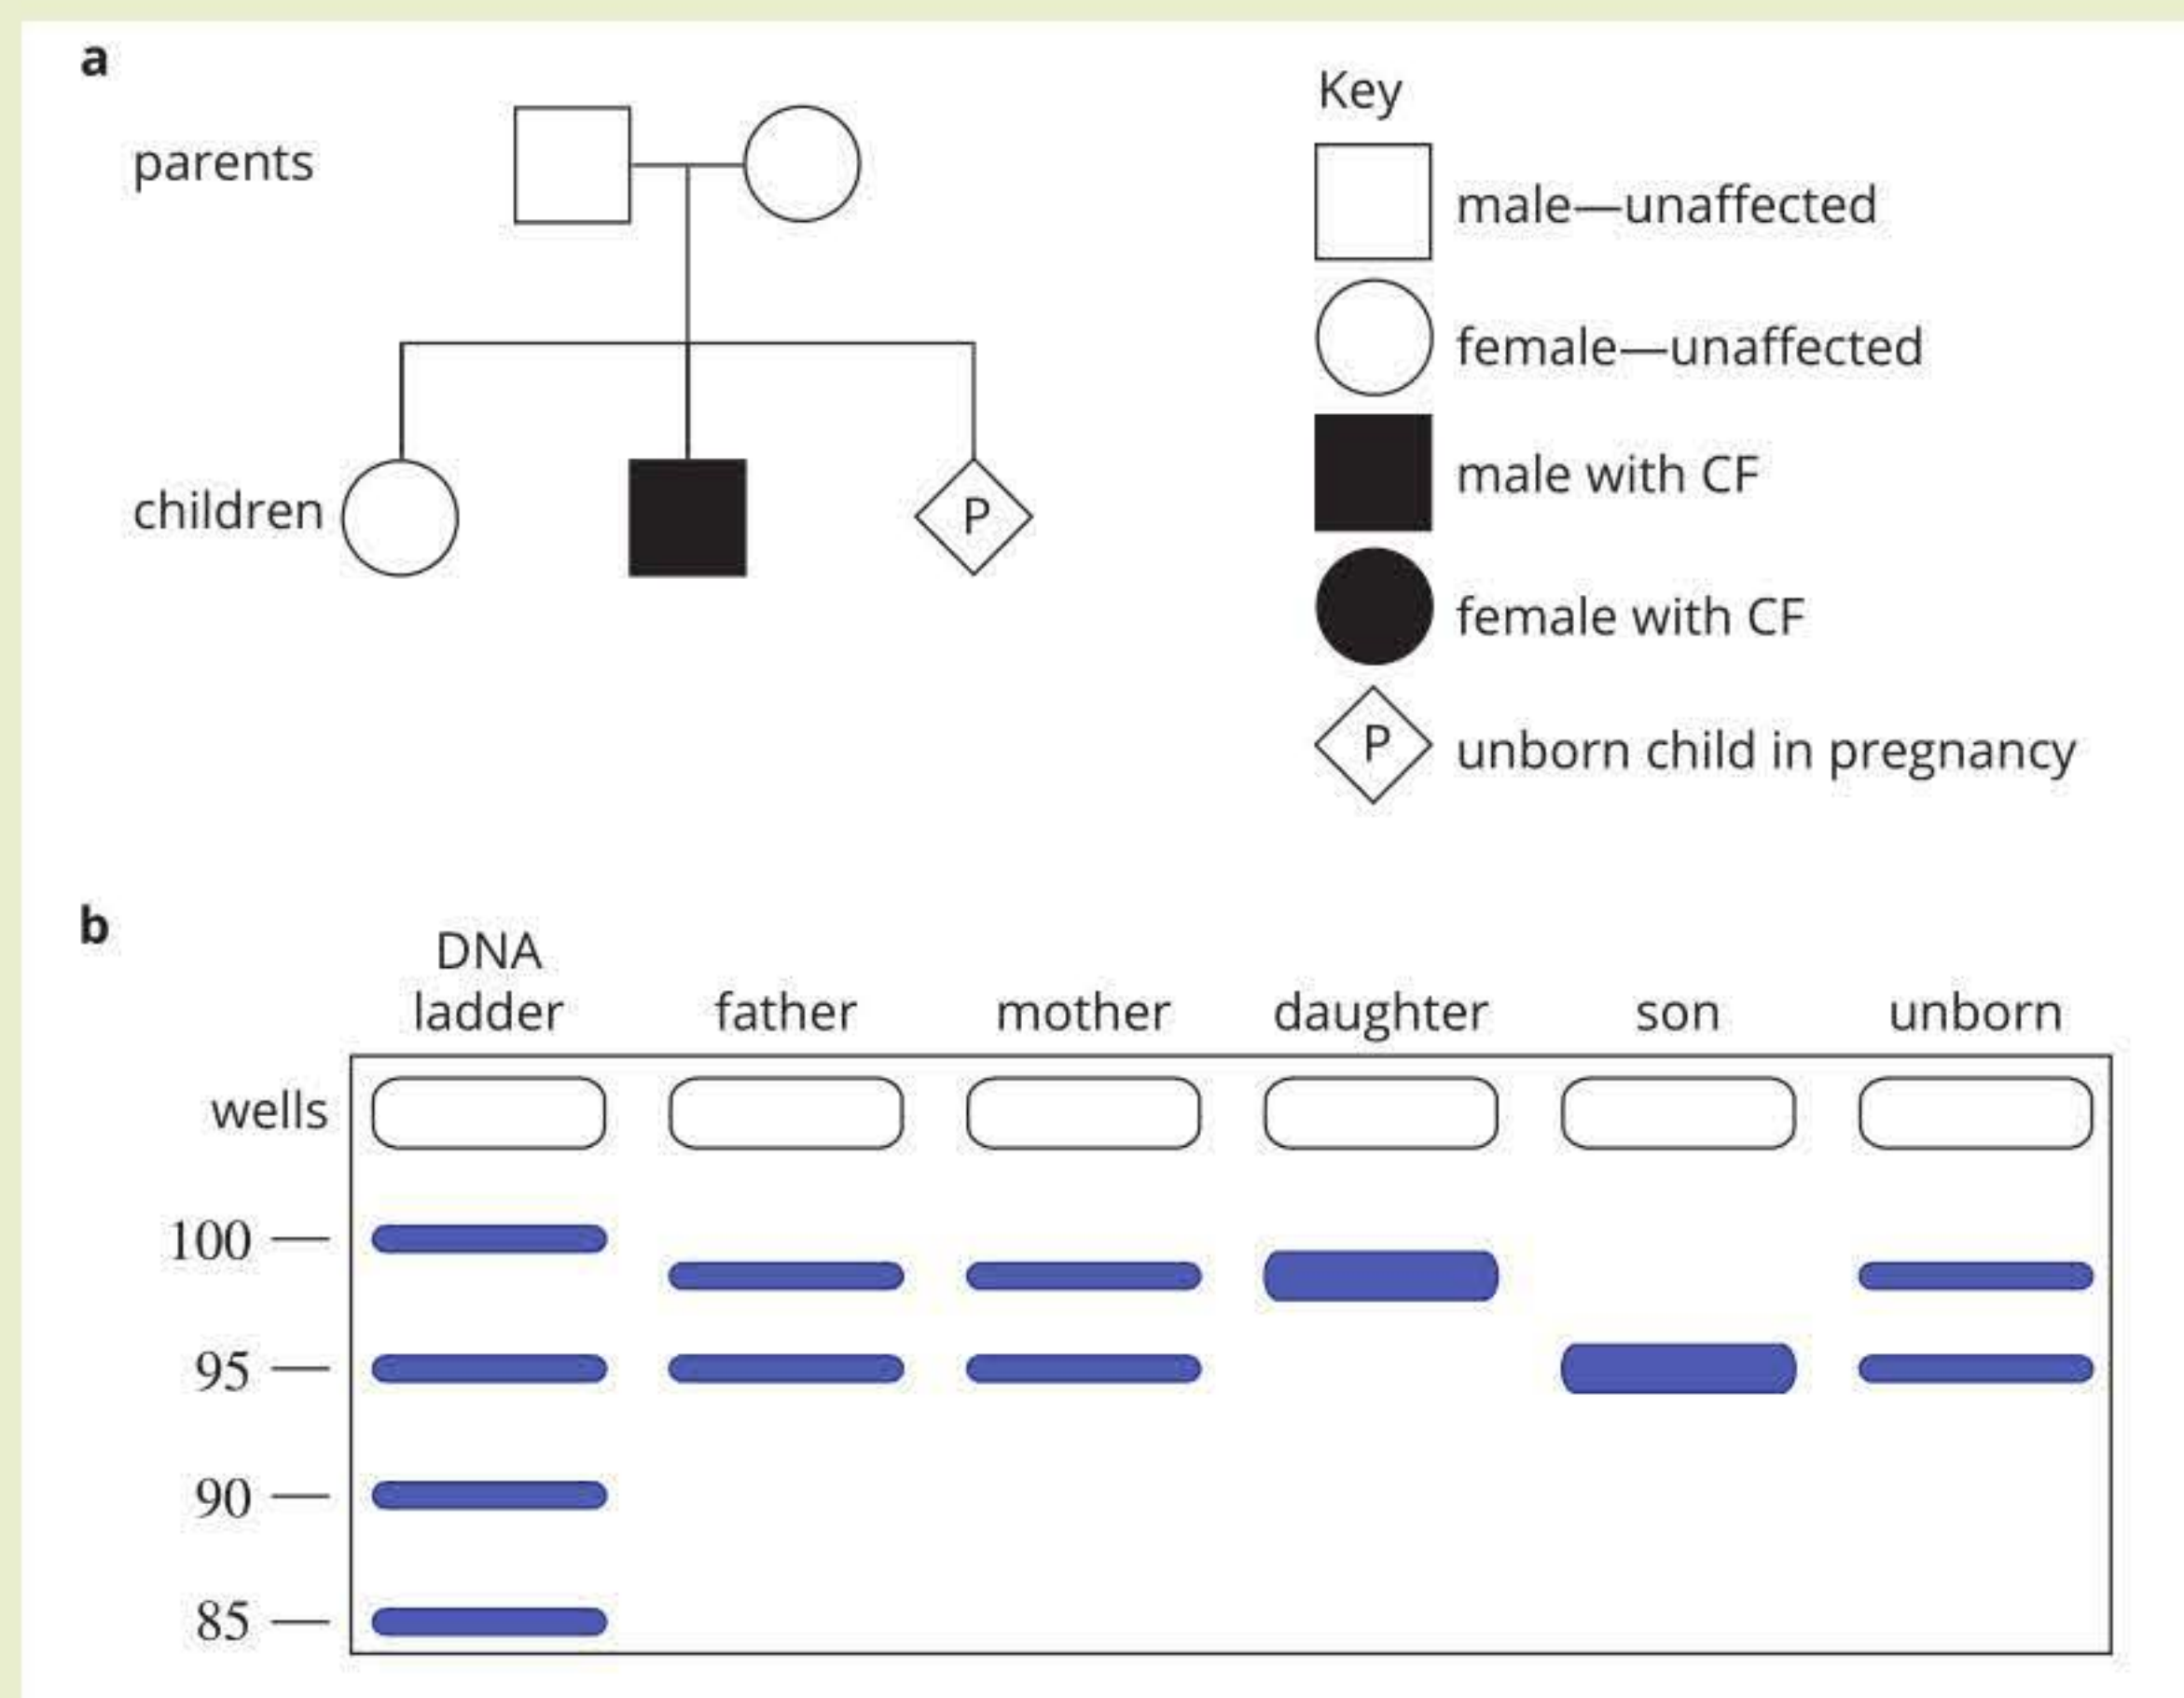 a
parents
children
P
Key
male—unaffected
female—unaffected
male with CF
female with CF
P
unborn child in pregnancy
b
DNA
ladder
father
mother
daughter
son
unborn
wells
100
95
90
85